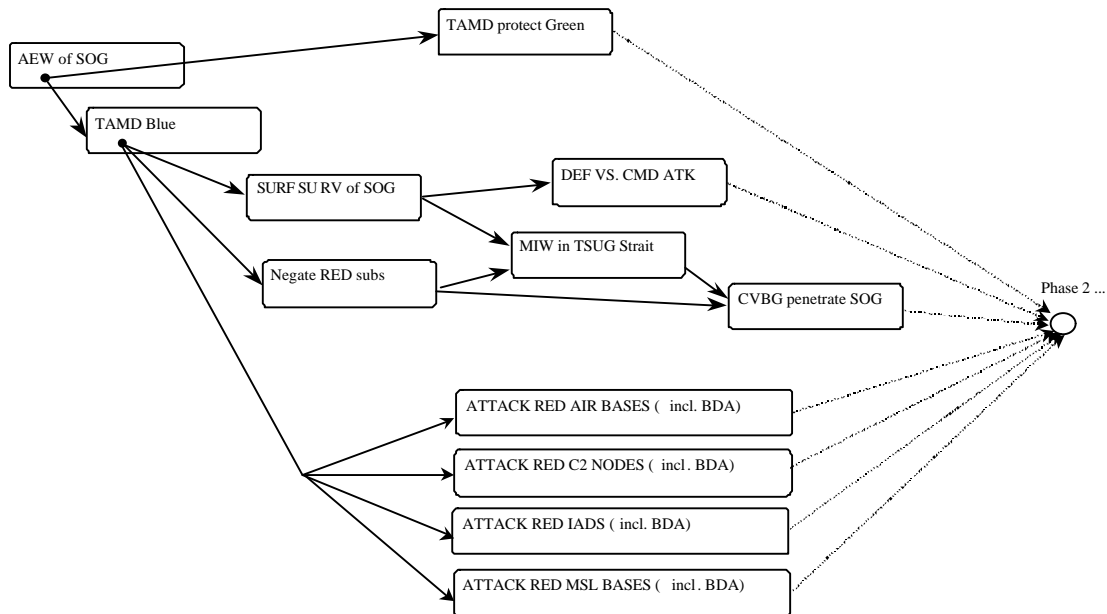 TAMD protect Green
AEW of SOG
TAMD Blue
SURF SU RV of SOG
DEF VS. CMD ATK
MIW in TSUG Strait
Negate RED subs
CVBG penetrate SOG
Phase 2 ...
ATTACK RED AIR BASES ( incl. BDA)
ATTACK RED C2 NODES ( incl. BDA)
ATTACK RED IADS ( incl. BDA)
ATTACK RED MSL BASES ( incl. BDA)